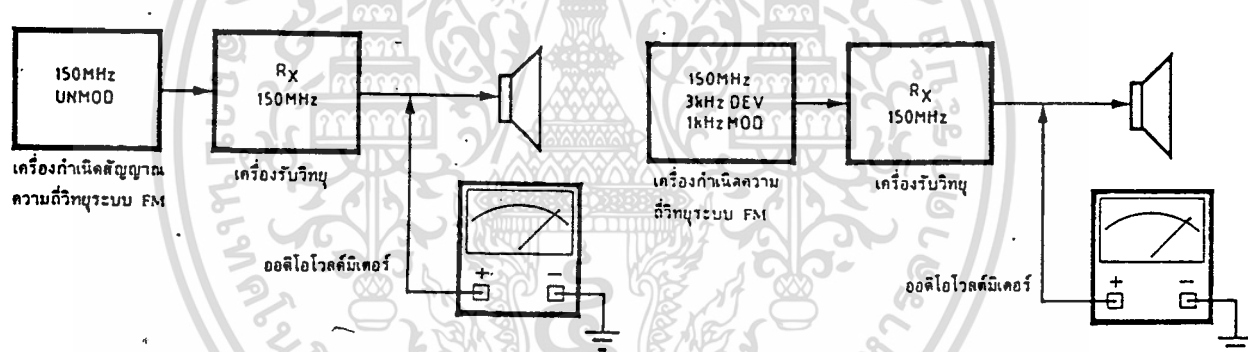 150MHz
UNMOD
RX
150MHz
เครื่องกำเนิดสัญญาณ
ความถี่วิทยุระบบ FM
เครื่องรับวิทยุ
ออดิโอโวลต์มิเตอร์
+
−
150MHz
3kHz DEV
1kHz MOD
RX
150MHz
เครื่องกำเนิดความ
ถี่วิทยุระบบ FM
เครื่องรับวิทยุ
ออดิโอโวลต์มิเตอร์
+
−